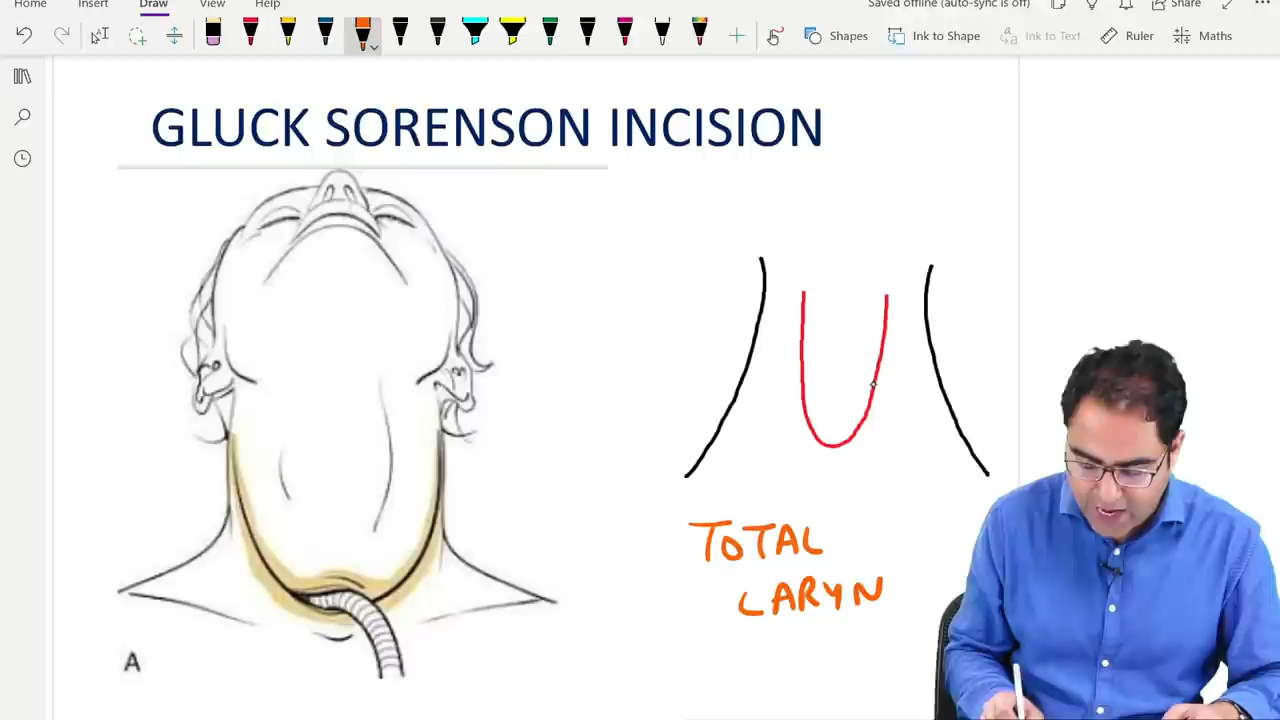 Home Insert Draw View Help Saved offline (auto-sync is off) Share
Shapes Ink to Shape Ink to Text Ruler Maths
GLUCK SORENSON INCISION
TOTAL
LARYN
A